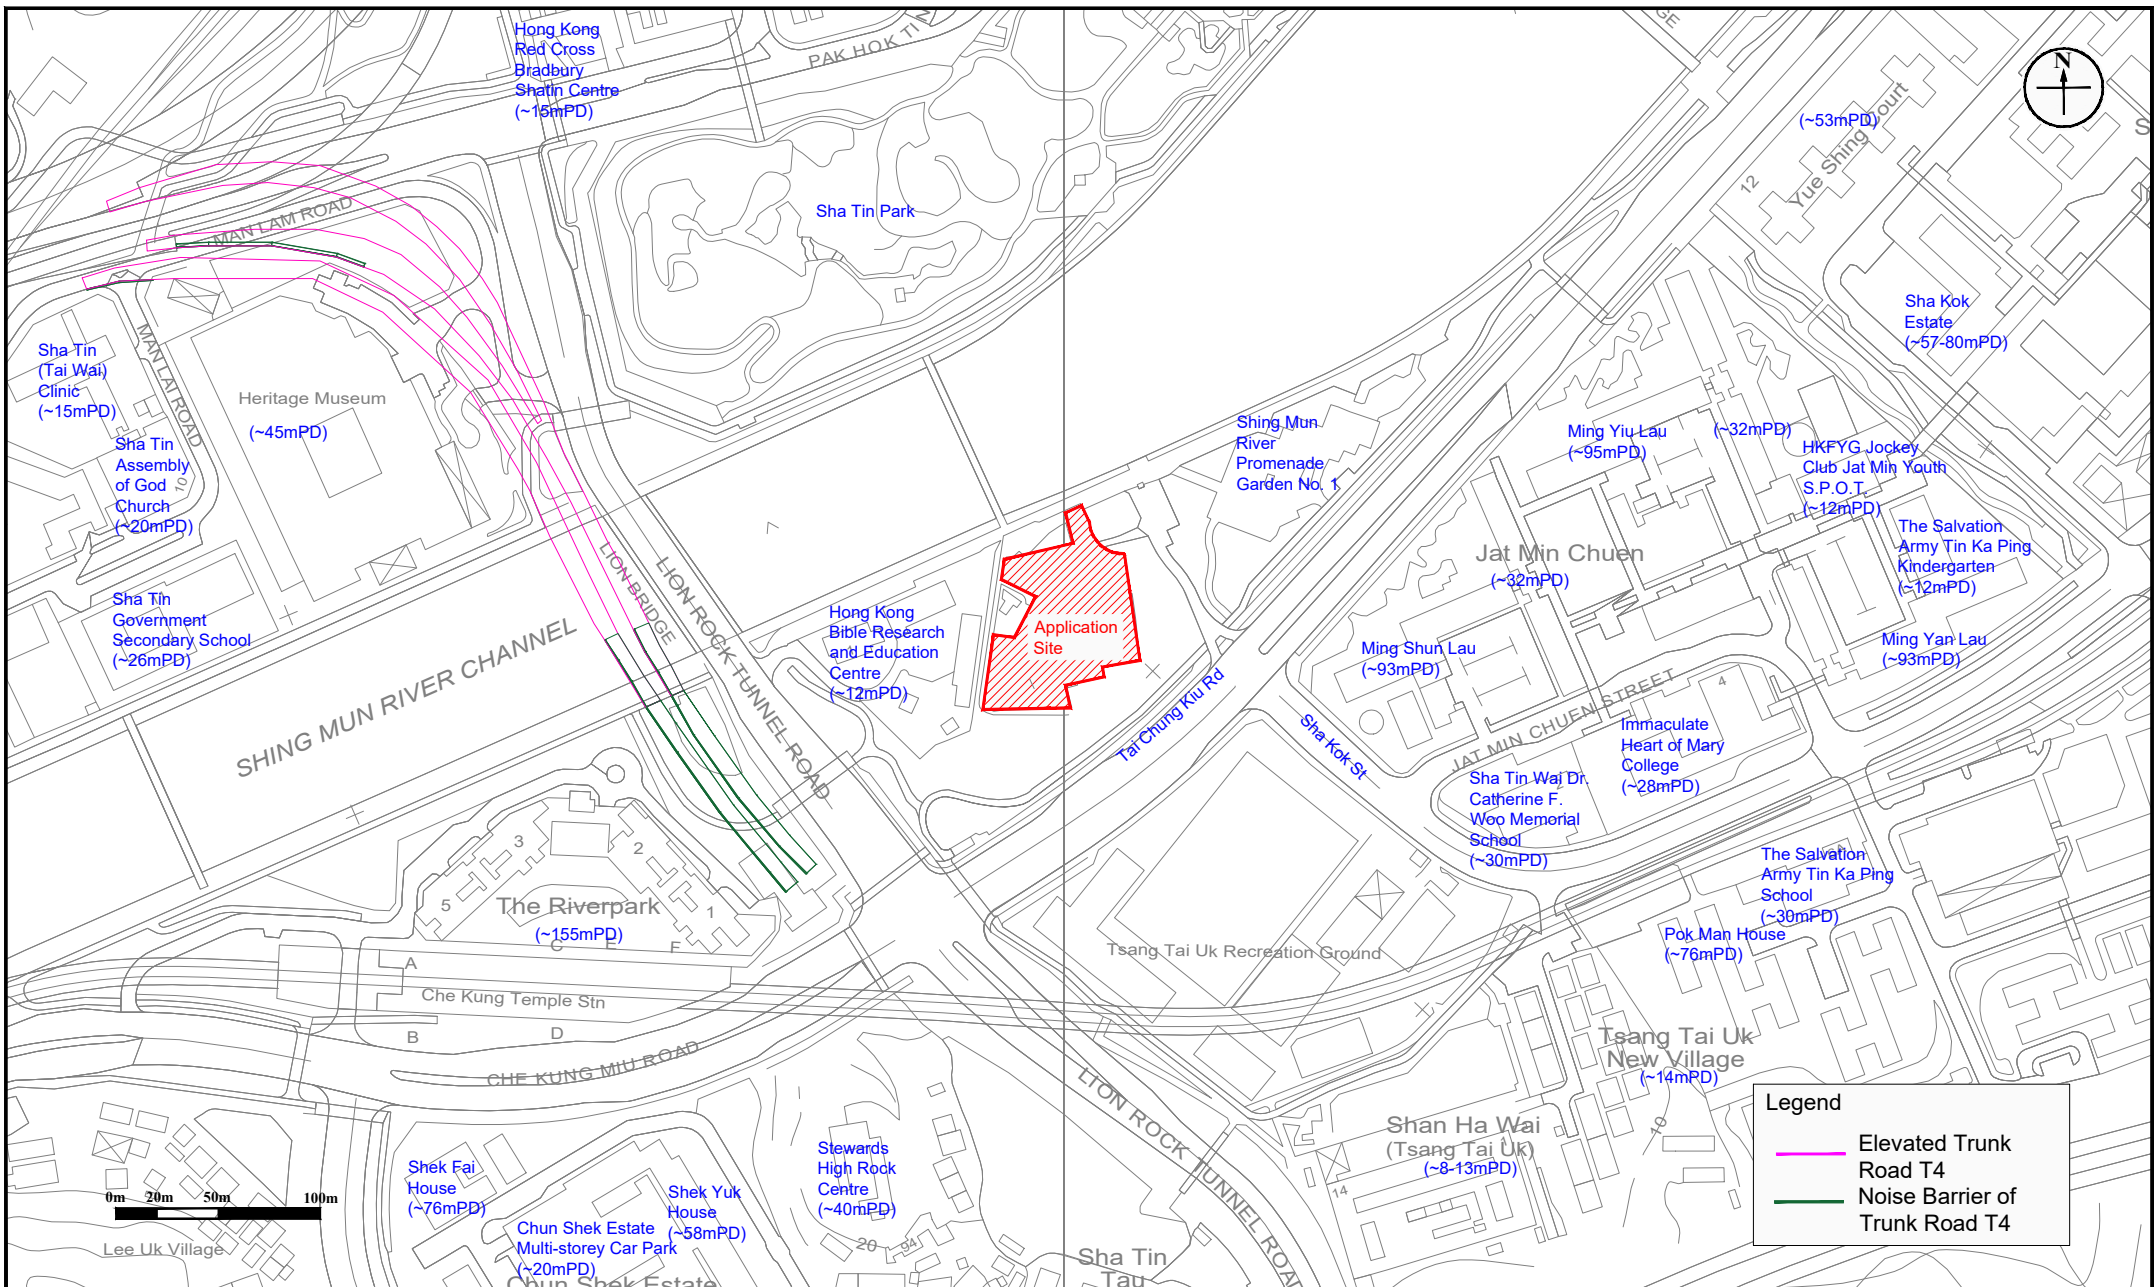 Hong Kong
Red Cross
Bradbury
Shatin Centre
(~15mPD)
PAK HOK TI
GE
N
(~53mPD)
Yue Shing Court
12
S
Sha Tin Park
MAN LAM ROAD
Sha Kok
Estate
(~57-80mPD)
Sha Tin
(Tai Wai)
Clinic
(~15mPD)
MAN LAI ROAD
Heritage Museum
(~45mPD)
Sha Tin
Assembly
of God
Church
(~20mPD)
10
Shing Mun
River
Promenade
Garden No. 1
Ming Yiu Lau
(~95mPD)
(~32mPD)
HKFYG Jockey
Club Jat Min Youth
S.P.O.T.
(~12mPD)
The Salvation
Army Tin Ka Ping
Kindergarten
(~12mPD)
Jat Min Chuen
(~32mPD)
Sha Tin
Government
Secondary School
(~26mPD)
SHING MUN RIVER CHANNEL
LION BRIDGE
LION ROCK TUNNEL ROAD
Hong Kong
Bible Research
and Education
Centre
(~12mPD)
Application
Site
Ming Shun Lau
(~93mPD)
Ming Yan Lau
(~93mPD)
Tai Chung Kiu Rd
Sha Kok St
JAT MIN CHUEN STREET
4
2
Immaculate
Heart of Mary
College
(~28mPD)
Sha Tin Wai Dr.
Catherine F.
Woo Memorial
School
(~30mPD)
The Salvation
Army Tin Ka Ping
School
(~30mPD)
3
2
5
1
The Riverpark
(~155mPD)
C
E
F
A
Che Kung Temple Stn
B
D
Tsang Tai Uk Recreation Ground
Pok Man House
(~76mPD)
CHE KUNG MIU ROAD
Tsang Tai Uk
New Village
(~14mPD)
LION ROCK TUNNEL ROAD
Shan Ha Wai
(Tsang Tai Uk)
(~8-13mPD)
10
14
Legend
Elevated Trunk
Road T4
Noise Barrier of
Trunk Road T4
Shek Fai
House
(~76mPD)
Stewards
High Rock
Centre
(~40mPD)
Shek Yuk
House
(~58mPD)
Chun Shek Estate
Multi-storey Car Park
(~20mPD)
Chun Shek Estate
0m 20m 50m 100m
Lee Uk Village
20
94
Sha Tin
Tau